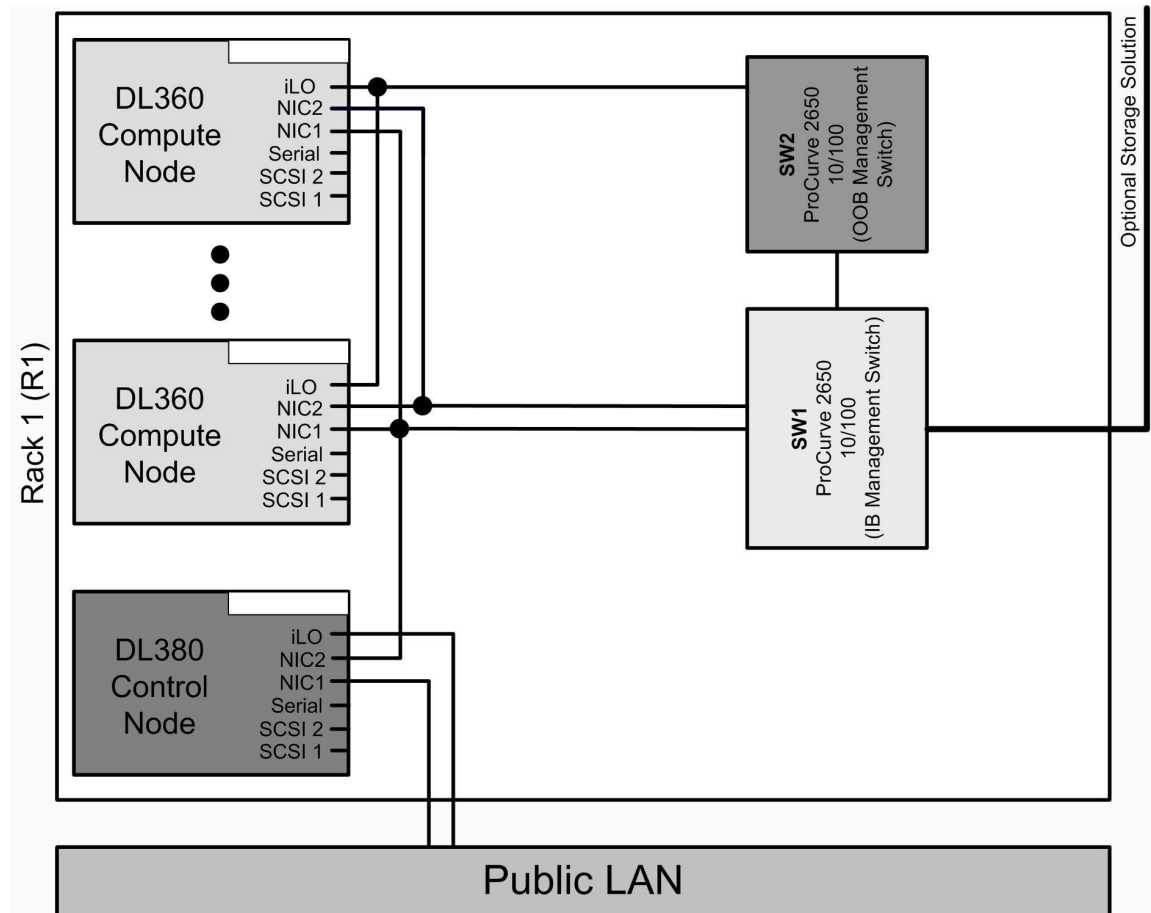 DL360
Compute
Node
iLO
NIC2
NIC1
Serial
SCSI 2
SCSI 1
SW2
ProCurve 2650
10/100
(OOB Management
Switch)
Optional Storage Solution
Rack 1 (R1)
DL360
Compute
Node
iLO
NIC2
NIC1
Serial
SCSI 2
SCSI 1
SW1
ProCurve 2650
10/100
(IB Management Switch)
DL380
Control
Node
iLO
NIC2
NIC1
Serial
SCSI 2
SCSI 1
Public LAN